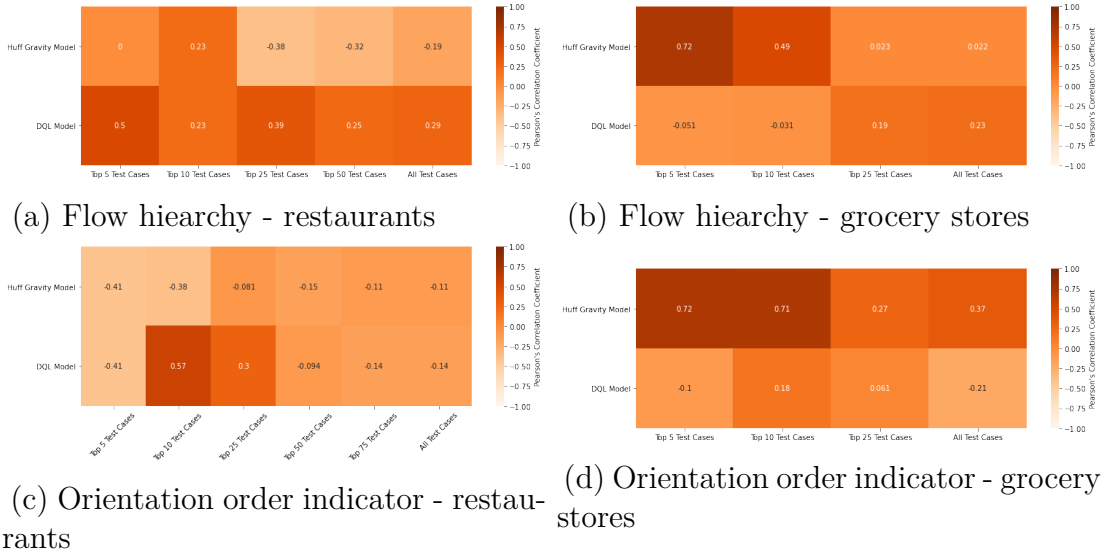 Huff Gravity Model
0
0.23
-0.38
-0.32
-0.19
DQL Model
0.5
0.23
0.39
0.25
0.29
Top 5 Test Cases
Top 10 Test Cases
Top 25 Test Cases
Top 50 Test Cases
All Test Cases
1.00
0.75
0.50
0.25
0.00
−0.25
−0.50
−0.75
−1.00
Pearson's Correlation Coefficient
(a) Flow hiearchy - restaurants
Huff Gravity Model
0.72
0.49
0.023
0.022
DQL Model
-0.051
-0.031
0.19
0.23
Top 5 Test Cases
Top 10 Test Cases
Top 25 Test Cases
All Test Cases
1.00
0.75
0.50
0.25
0.00
−0.25
−0.50
−0.75
−1.00
Pearson's Correlation Coefficient
(b) Flow hiearchy - grocery stores
Huff Gravity Model
-0.41
-0.38
-0.081
-0.15
-0.11
-0.11
DQL Model
-0.41
0.57
0.3
-0.094
-0.14
-0.14
Top 5 Test Cases
Top 10 Test Cases
Top 25 Test Cases
Top 50 Test Cases
Top 75 Test Cases
All Test Cases
1.00
0.75
0.50
0.25
0.00
−0.25
−0.50
−0.75
−1.00
Pearson's Correlation Coefficient
(c) Orientation order indicator - restau-
rants
Huff Gravity Model
0.72
0.71
0.27
0.37
DQL Model
-0.1
0.18
0.061
-0.21
Top 5 Test Cases
Top 10 Test Cases
Top 25 Test Cases
All Test Cases
1.00
0.75
0.50
0.25
0.00
−0.25
−0.50
−0.75
−1.00
Pearson's Correlation Coefficient
(d) Orientation order indicator - grocery
stores